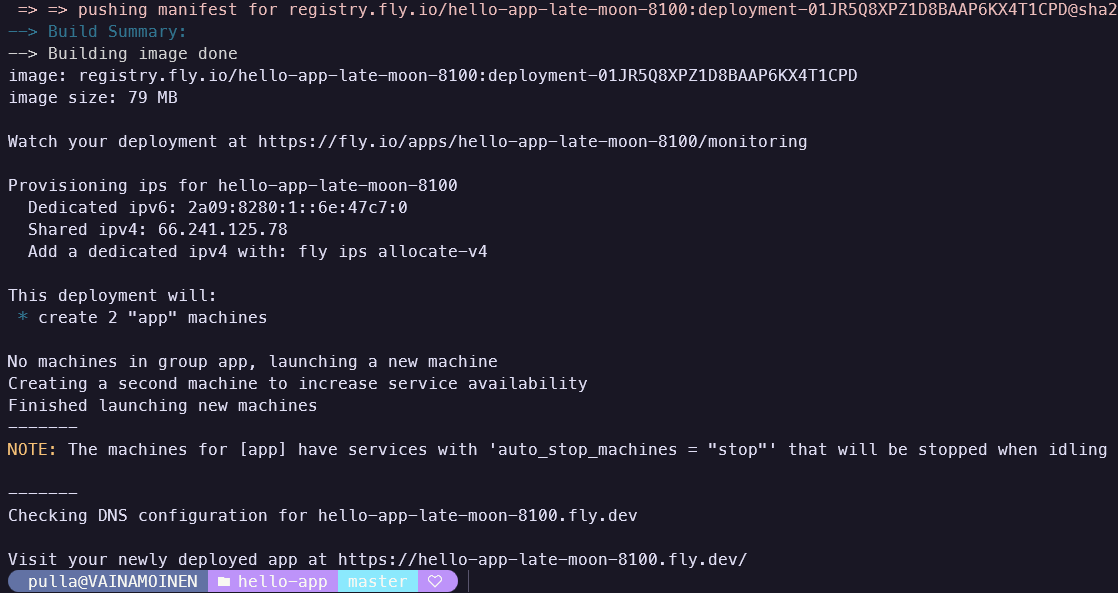 => => pushing manifest for registry.fly.io/hello-app-late-moon-8100:deployment-01JR5Q8XPZ1D8BAAP6KX4T1CPD@sha2
--> Build Summary:
--> Building image done
image: registry.fly.io/hello-app-late-moon-8100:deployment-01JR5Q8XPZ1D8BAAP6KX4T1CPD
image size: 79 MB
Watch your deployment at https://fly.io/apps/hello-app-late-moon-8100/monitoring
Provisioning ips for hello-app-late-moon-8100
Dedicated ipv6: 2a09:8280:1::6e:47c7:0
Shared ipv4: 66.241.125.78
Add a dedicated ipv4 with: fly ips allocate-v4
This deployment will:
* create 2 "app" machines
No machines in group app, launching a new machine
Creating a second machine to increase service availability
Finished launching new machines
-------
NOTE: The machines for [app] have services with 'auto_stop_machines = "stop"' that will be stopped when idling
-------
Checking DNS configuration for hello-app-late-moon-8100.fly.dev
Visit your newly deployed app at https://hello-app-late-moon-8100.fly.dev/
pulla@VAINAMOINEN hello-app master